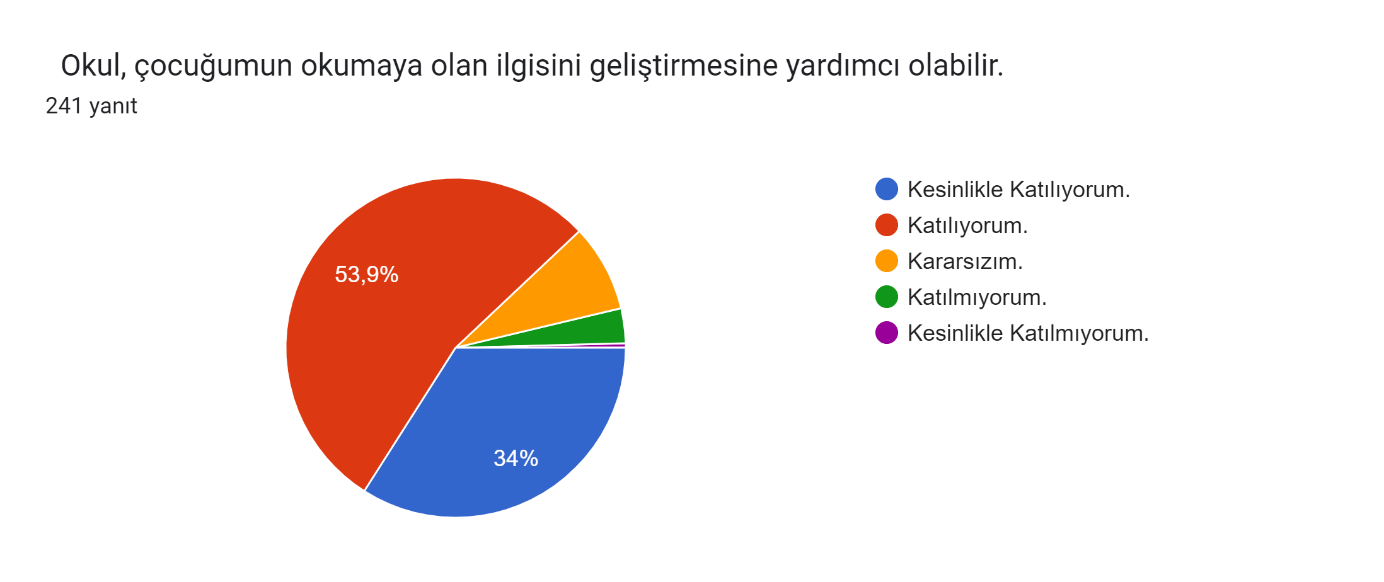 Okul, çocuğumun okumaya olan ilgisini geliştirmesine yardımcı olabilir.
241 yanıt
53,9%
34%
Kesinlikle Katılıyorum.
Katılıyorum.
Kararsızım.
Katılmıyorum.
Kesinlikle Katılmıyorum.